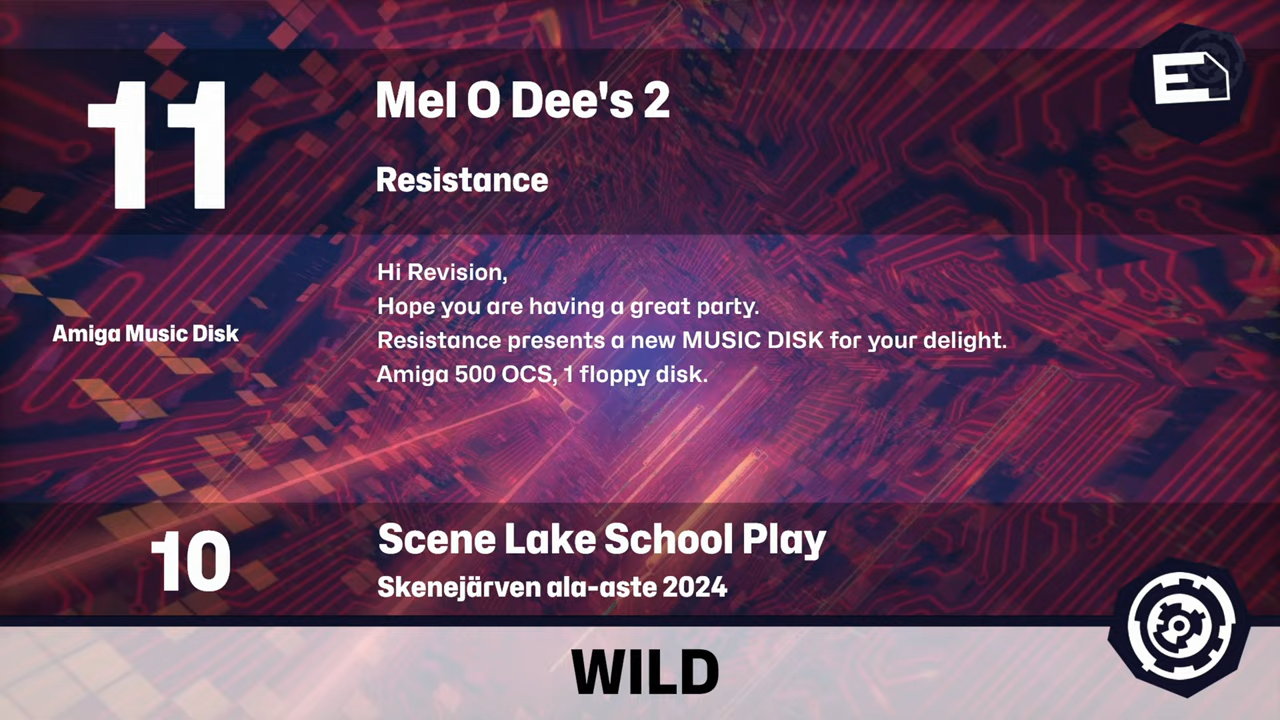 11
Mel O Dee's 2
Resistance
Amiga Music Disk
Hi Revision,
Hope you are having a great party.
Resistance presents a new MUSIC DISK for your delight.
Amiga 500 OCS, 1 floppy disk.
10
Scene Lake School Play
Skenejärven ala-aste 2024
WILD